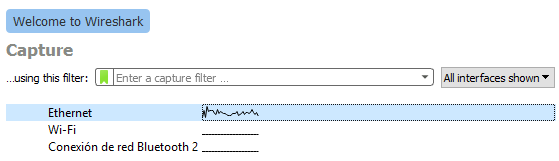 Welcome to Wireshark
Capture
...using this filter: Enter a capture filter ... All interfaces shown
Ethernet
Wi-Fi
Conexión de red Bluetooth 2